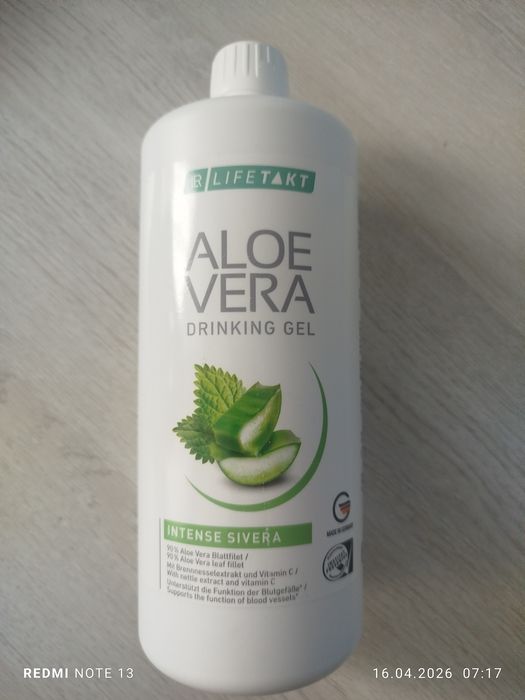 LR LIFETAKT
ALOE
VERA
DRINKING GEL
INTENSE SIVERA
90 % Aloe Vera Blattfilet /
90 % Aloe Vera leaf fillet
Mit Brennnesselextrakt und Vitamin C /
With nettle extract and vitamin C
Unterstützt die Funktion der Blutgefäße* /
Supports the function of blood vessels*
MADE IN GERMANY
REDMI NOTE 13
16.04.2026 07:17